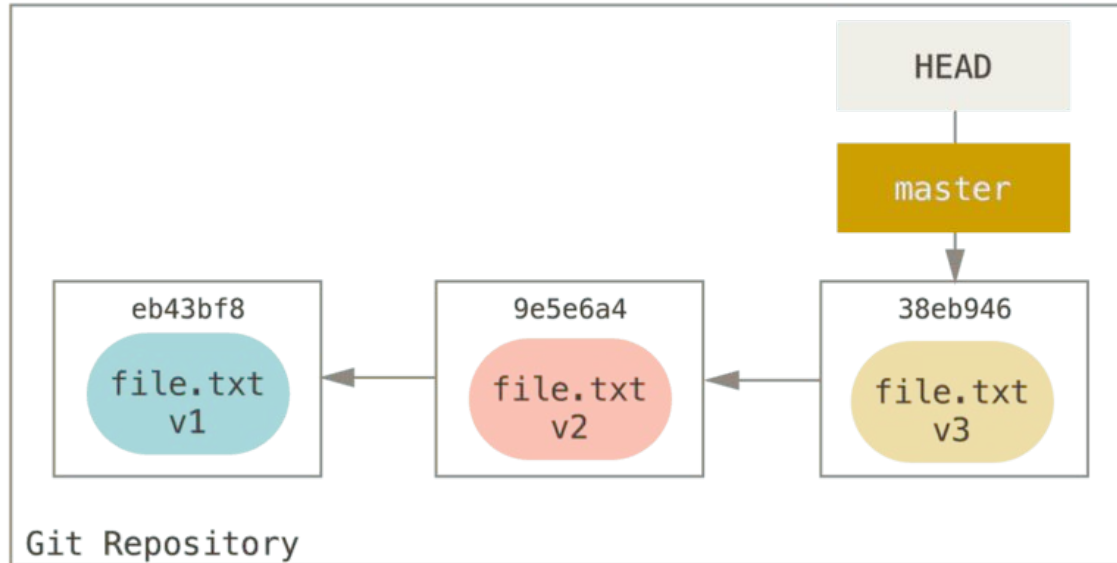 HEAD
master
eb43bf8
9e5e6a4
38eb946
file.txt
v1
file.txt
v2
file.txt
v3
Git Repository